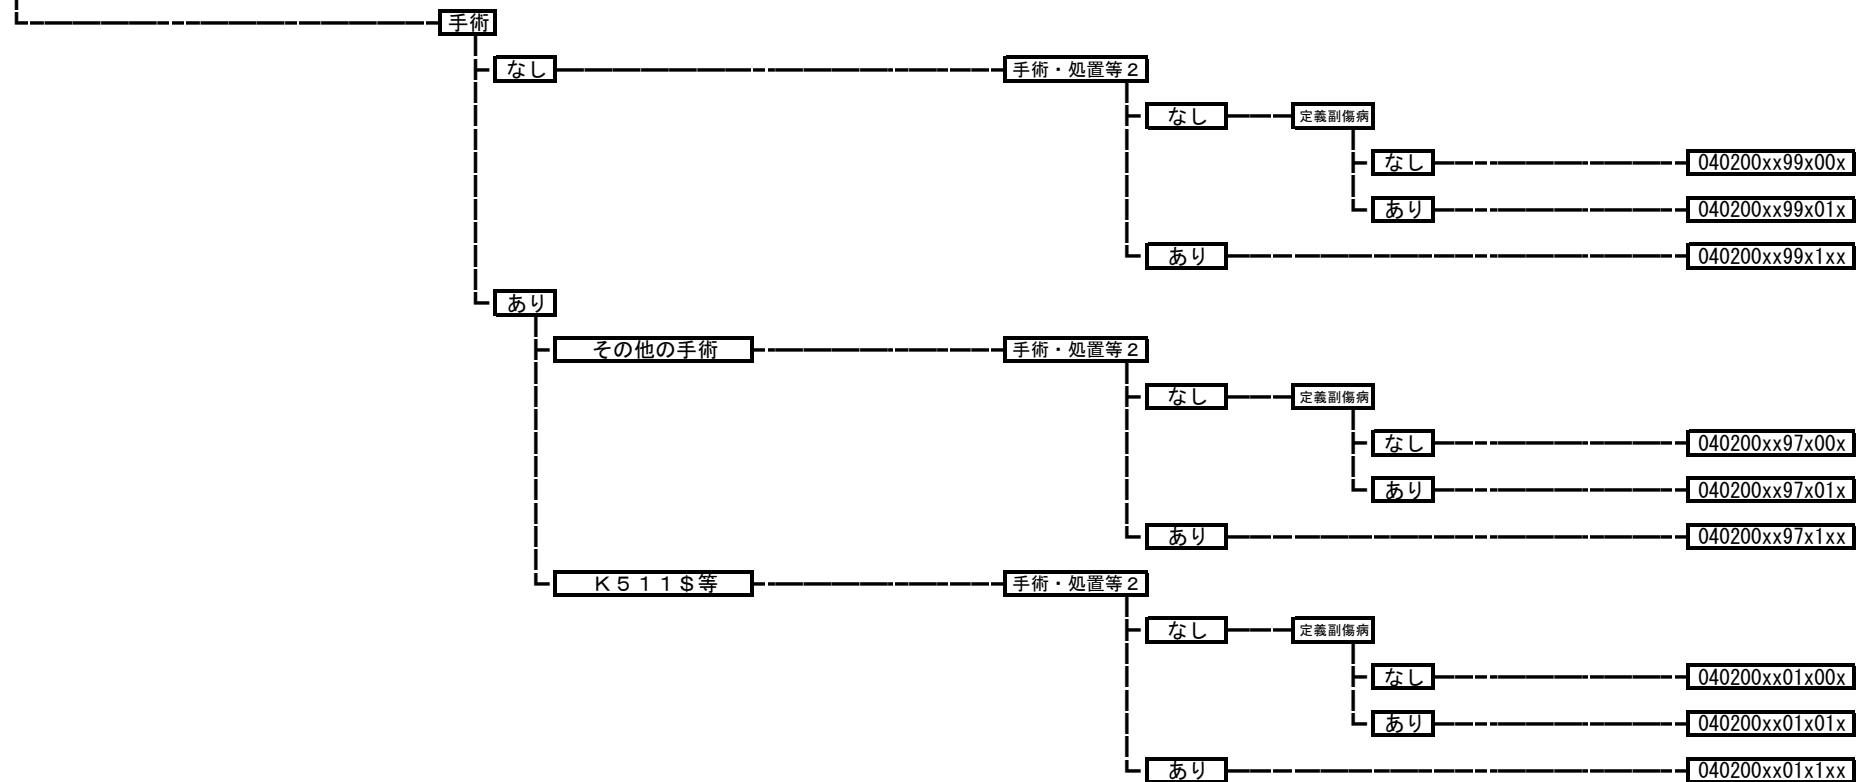 手術
なし 手術・処置等２
なし 定義副傷病
なし 040200xx99x00x
あり 040200xx99x01x
あり 040200xx99x1xx
あり
その他の手術 手術・処置等２
なし 定義副傷病
なし 040200xx97x00x
あり 040200xx97x01x
あり 040200xx97x1xx
Ｋ５１１＄等 手術・処置等２
なし 定義副傷病
なし 040200xx01x00x
あり 040200xx01x01x
あり 040200xx01x1xx